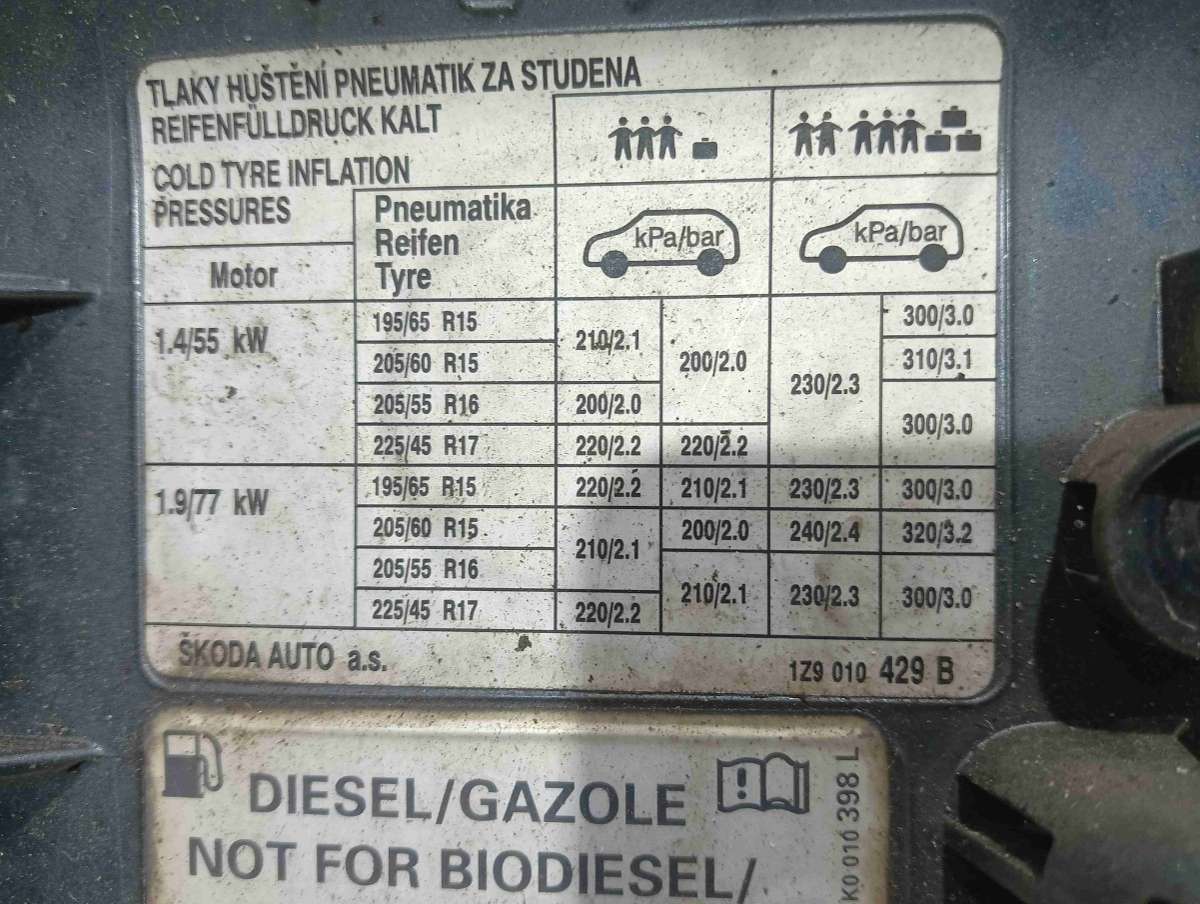 TLAKY HUŠTĚNÍ PNEUMATIK ZA STUDENA
REIFENFÜLLDRUCK KALT
COLD TYRE INFLATION
PRESSURES
Motor
Pneumatika
Reifen
Tyre
kPa/bar
kPa/bar
1.4/55 kW
195/65 R15
205/60 R15
205/55 R16
225/45 R17
210/2.1
200/2.0
220/2.2
200/2.0
220/2.2
230/2.3
300/3.0
310/3.1
300/3.0
1.9/77 kW
195/65 R15 220/2.2 210/2.1 230/2.3 300/3.0
205/60 R15
205/55 R16
225/45 R17
210/2.1
220/2.2
200/2.0 240/2.4 320/3.2
210/2.1 230/2.3 300/3.0
ŠKODA AUTO a.s.
1Z9 010 429 B
DIESEL/GAZOLE
NOT FOR BIODIESEL/
K0 010 398 L